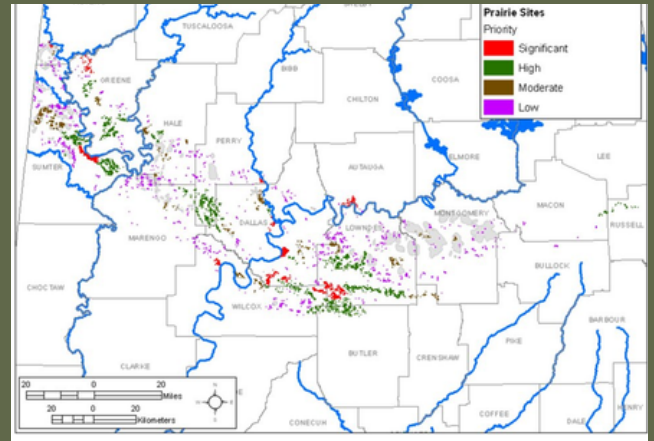 SHELBY
Prairie Sites
Priority
Significant
High
Moderate
Low
TUSCALOOSA
BIBB
COOSA
GREENE
CHILTON
HALE
PERRY
LEE
SUMTER
AUTAUGA
ELMORE
MACON
DALLAS
MONTGOMERY
LOWNDES
RUSSELL
MARENGO
BULLOCK
CHOCTAW
WILCOX
BARBOUR
PIKE
BUTLER
CRENSHAW
CLARKE
20 0 20
Miles
20 0 20
Kilometers
N
CONECUH
COFFEE
DALE
HENRY